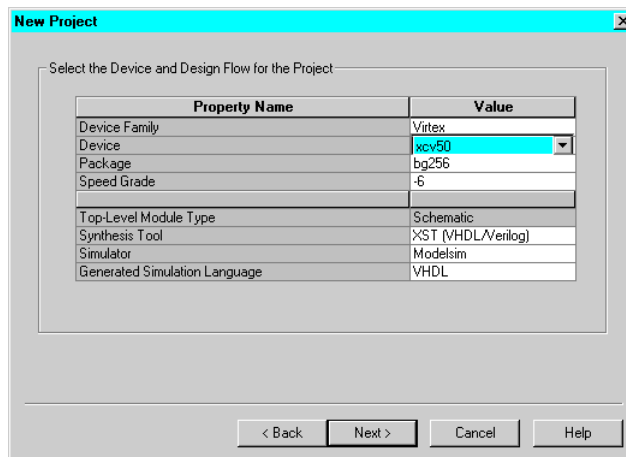 New Project
Select the Device and Design Flow for the Project
Property Name Value
Device Family Virtex
Device xcv50
Package bg256
Speed Grade -6
Top-Level Module Type Schematic
Synthesis Tool XST (VHDL/Verilog)
Simulator Modelsim
Generated Simulation Language VHDL
< Back Next > Cancel Help